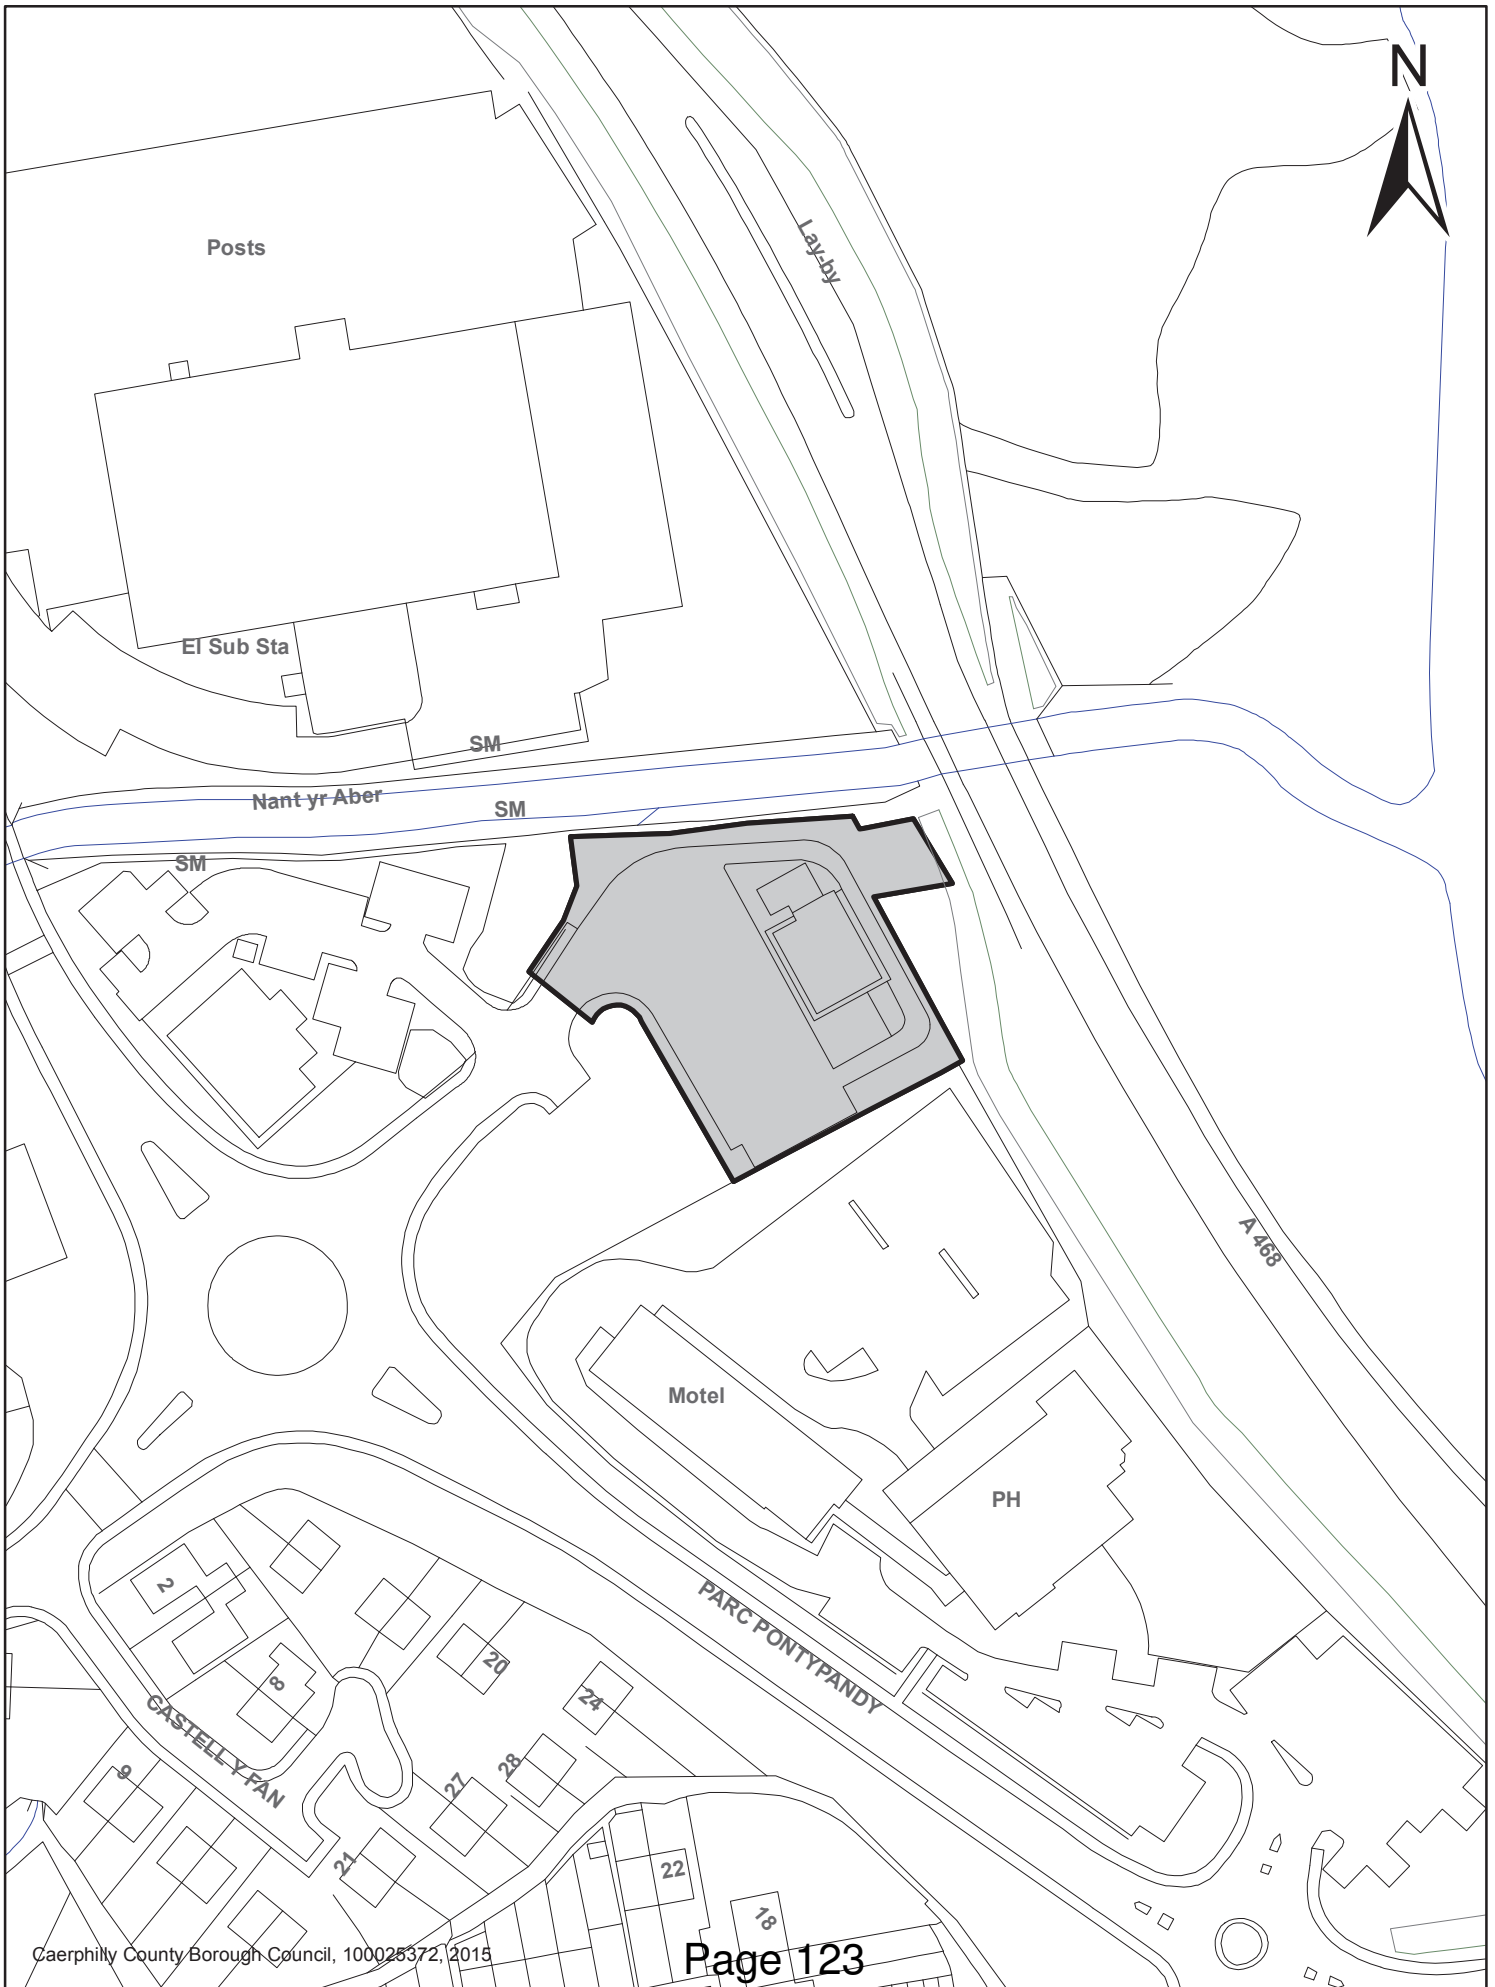 N
Lay-by
Posts
El Sub Sta
SM
Nant yr Aber
SM
SM
A 468
Motel
PH
2
PARC PONTYPANDY
20
8
24
CASTELL Y FAN
28
27
9
21
22
18
Caerphilly County Borough Council, 100025372, 2015
Page 123